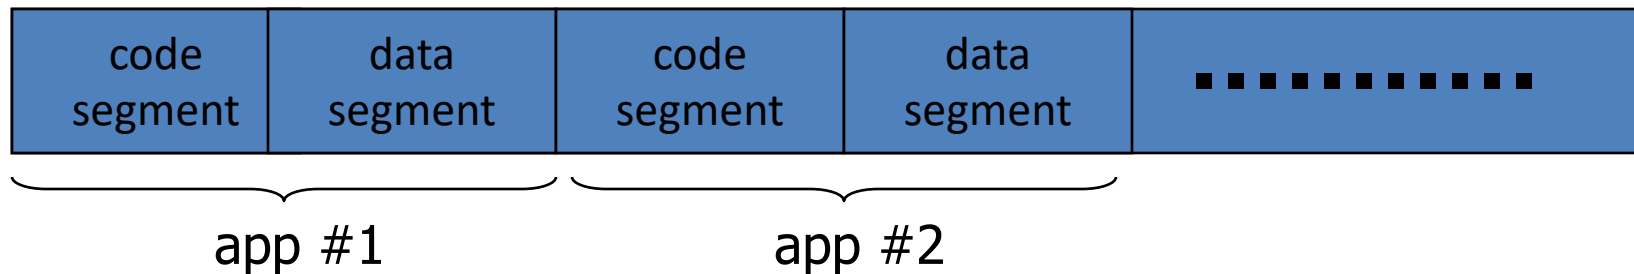 code
segment
data
segment
code
segment
data
segment
...........
app #1
app #2